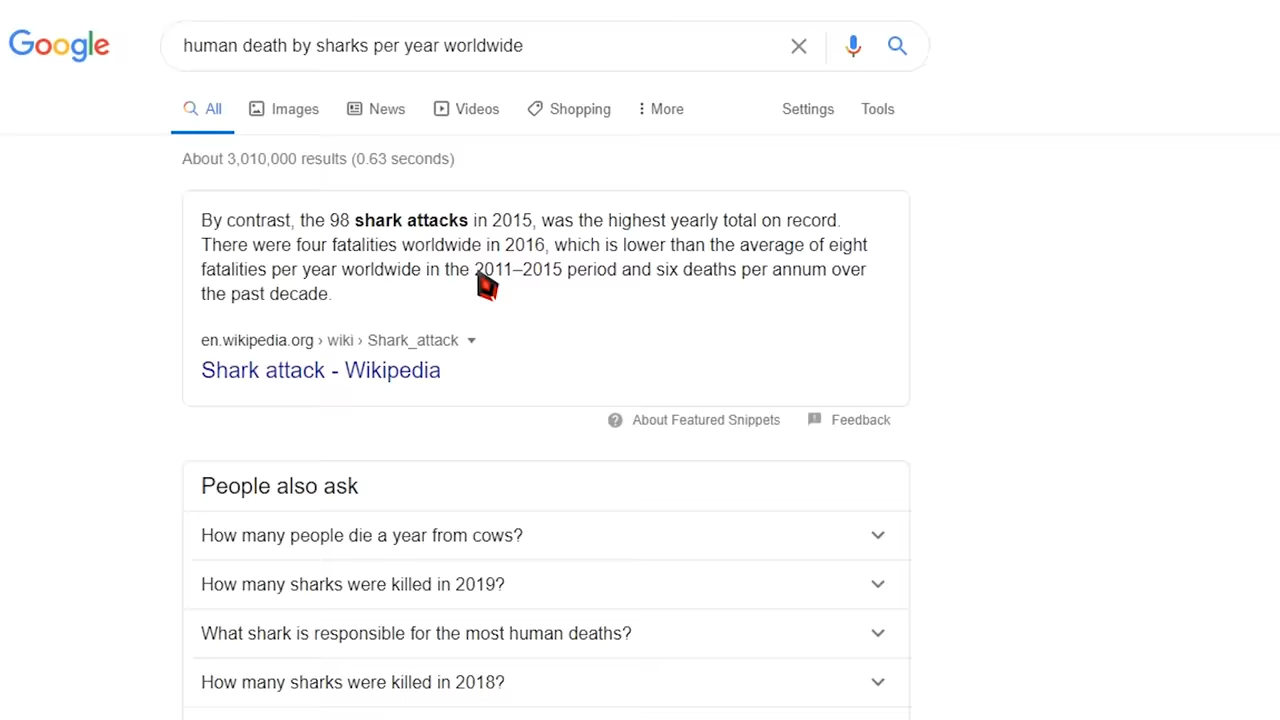 Google
human death by sharks per year worldwide
All
Images
News
Videos
Shopping
More
Settings
Tools
About 3,010,000 results (0.63 seconds)
By contrast, the 98 shark attacks in 2015, was the highest yearly total on record.
There were four fatalities worldwide in 2016, which is lower than the average of eight
fatalities per year worldwide in the 2011–2015 period and six deaths per annum over
the past decade.
en.wikipedia.org › wiki › Shark_attack
Shark attack - Wikipedia
About Featured Snippets
Feedback
People also ask
How many people die a year from cows?
How many sharks were killed in 2019?
What shark is responsible for the most human deaths?
How many sharks were killed in 2018?